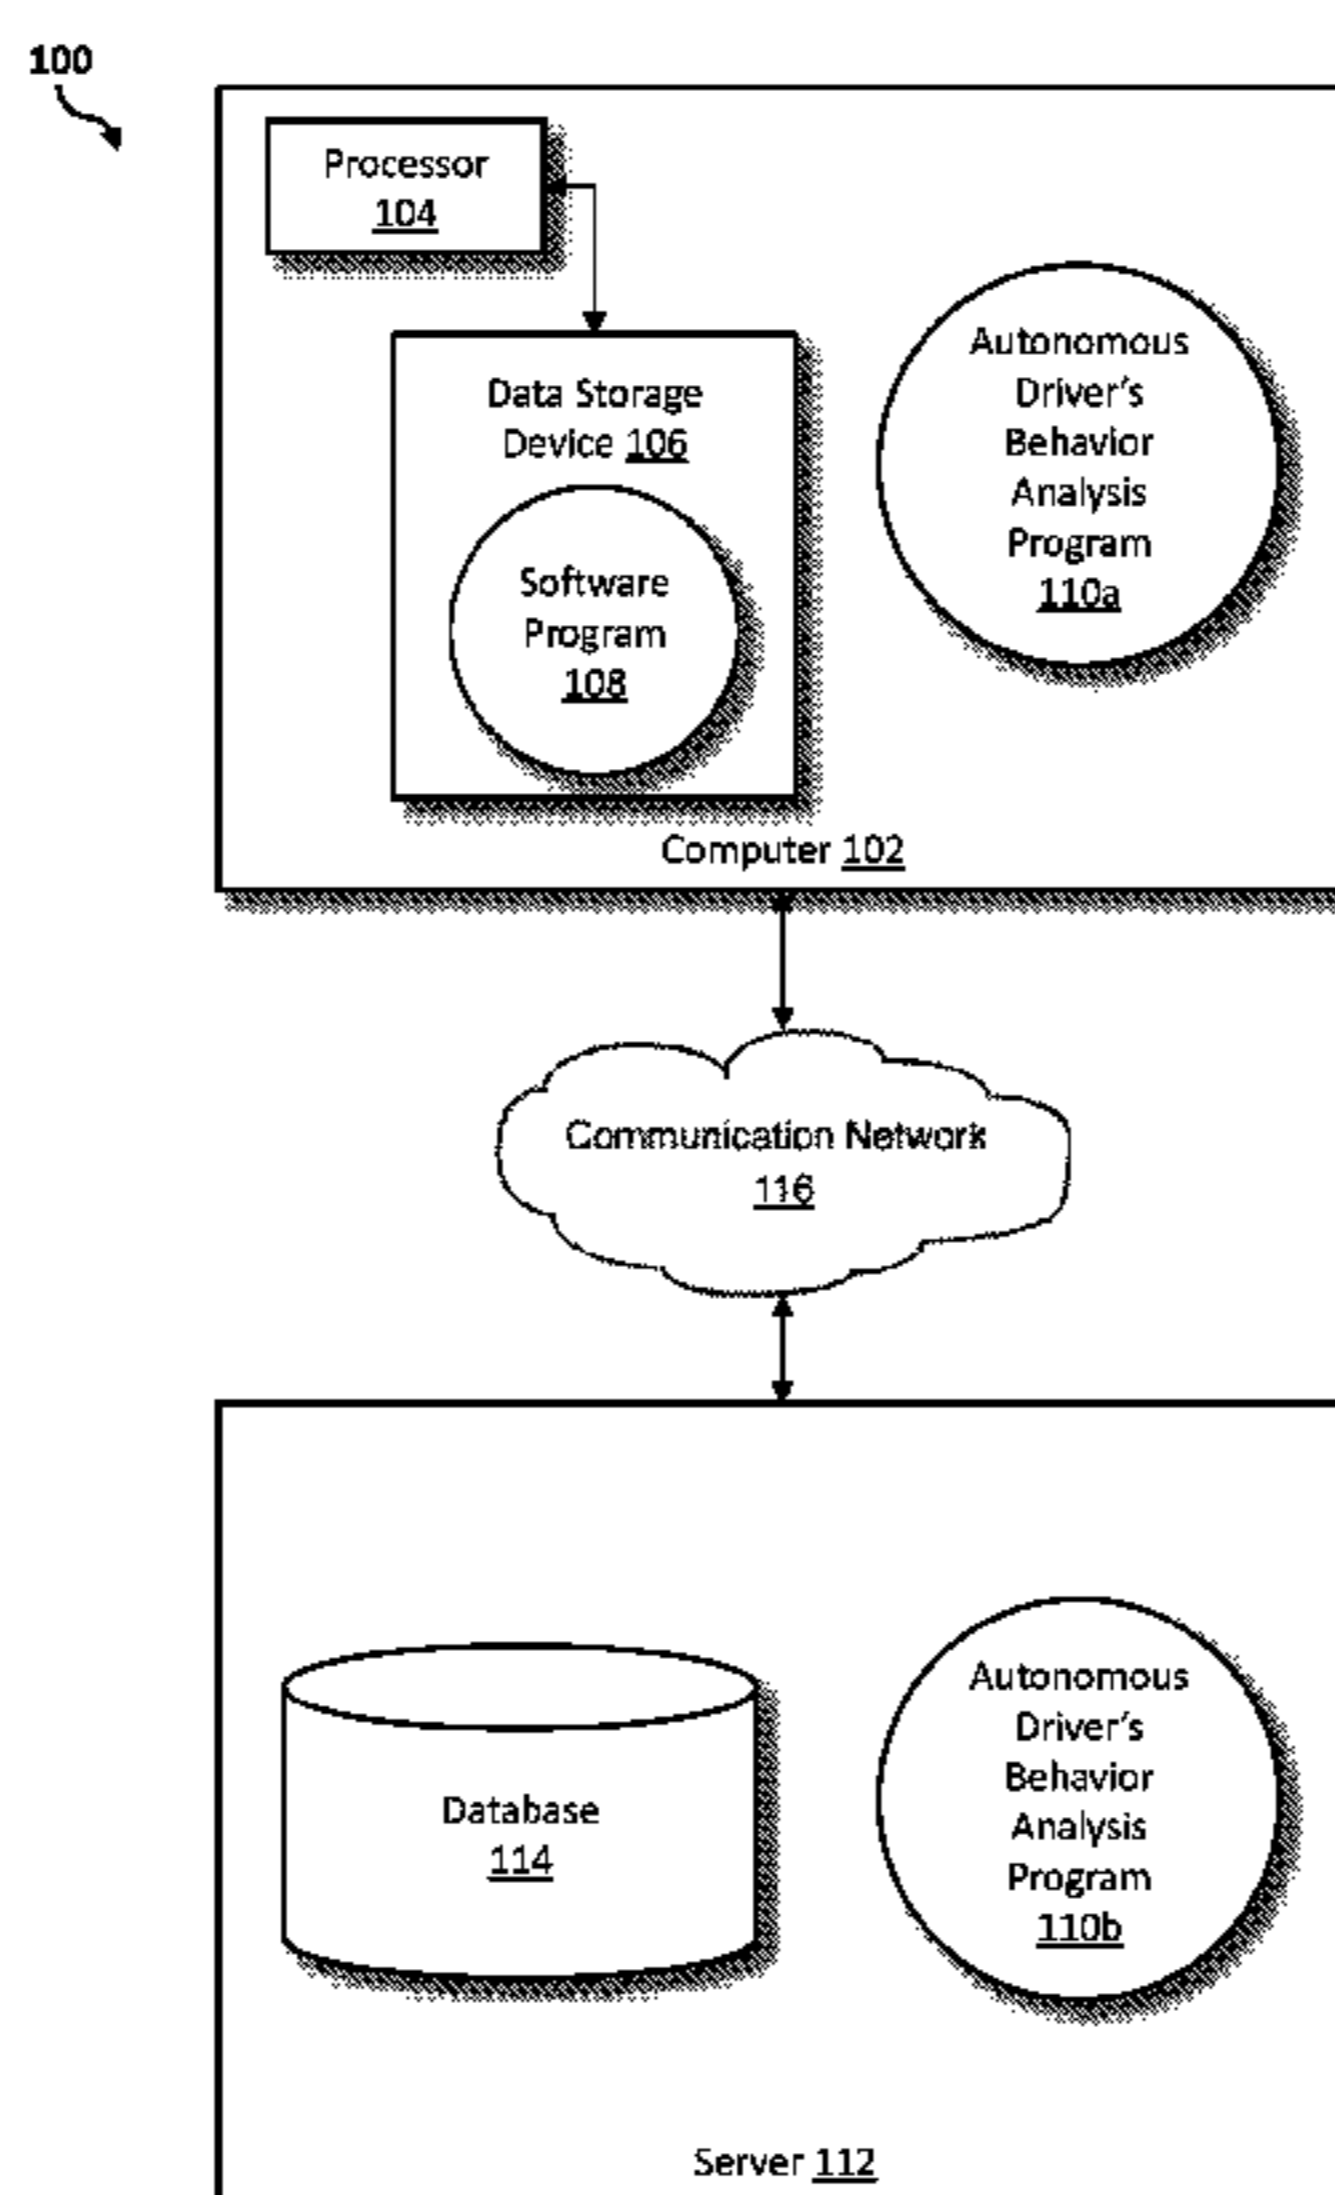 100
Processor
104
Data Storage
Device 106
Software
Program
108
Autonomous
Driver's
Behavior
Analysis
Program
110a
Computer 102
Communication Network
116
Database
114
Autonomous
Driver's
Behavior
Analysis
Program
110b
Server 112